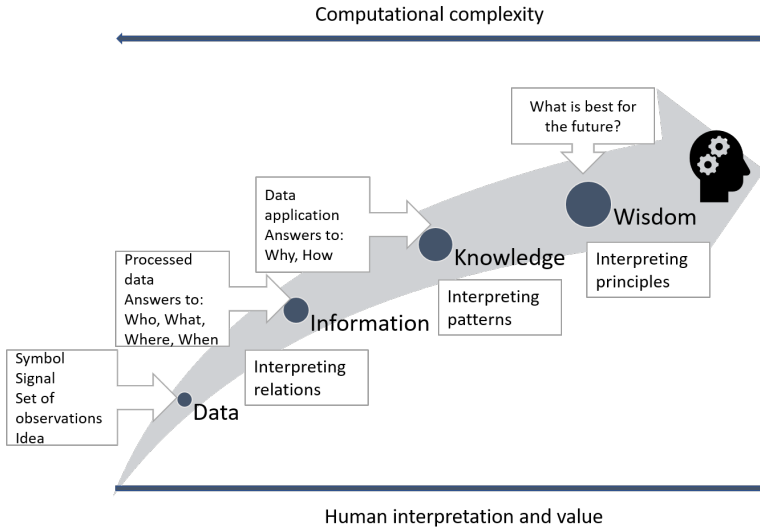 Computational complexity
What is best for
the future?
Wisdom
Interpreting
principles
Data
application
Answers to:
Why, How
Knowledge
Interpreting
patterns
Processed
data
Answers to:
Who, What,
Where, When
Information
Interpreting
relations
Symbol
Signal
Set of
observations
Idea
Data
Human interpretation and value